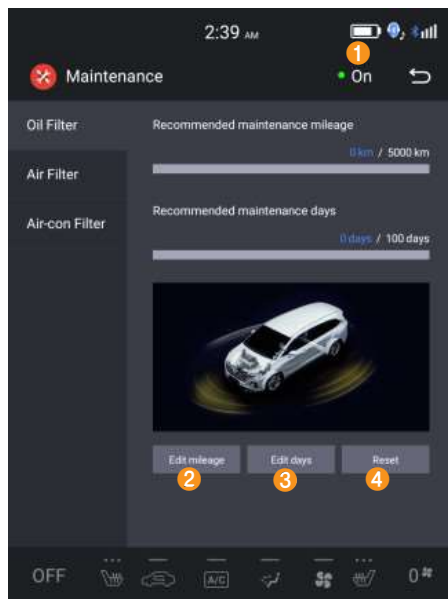 2:39 AM
1
Maintenance
On
Oil Filter
Recommended maintenance mileage
0 km / 5000 km
Air Filter
Recommended maintenance days
Air-con Filter
0 days / 100 days
Edit mileage
Edit days
Reset
2
3
4
OFF
A/C
0